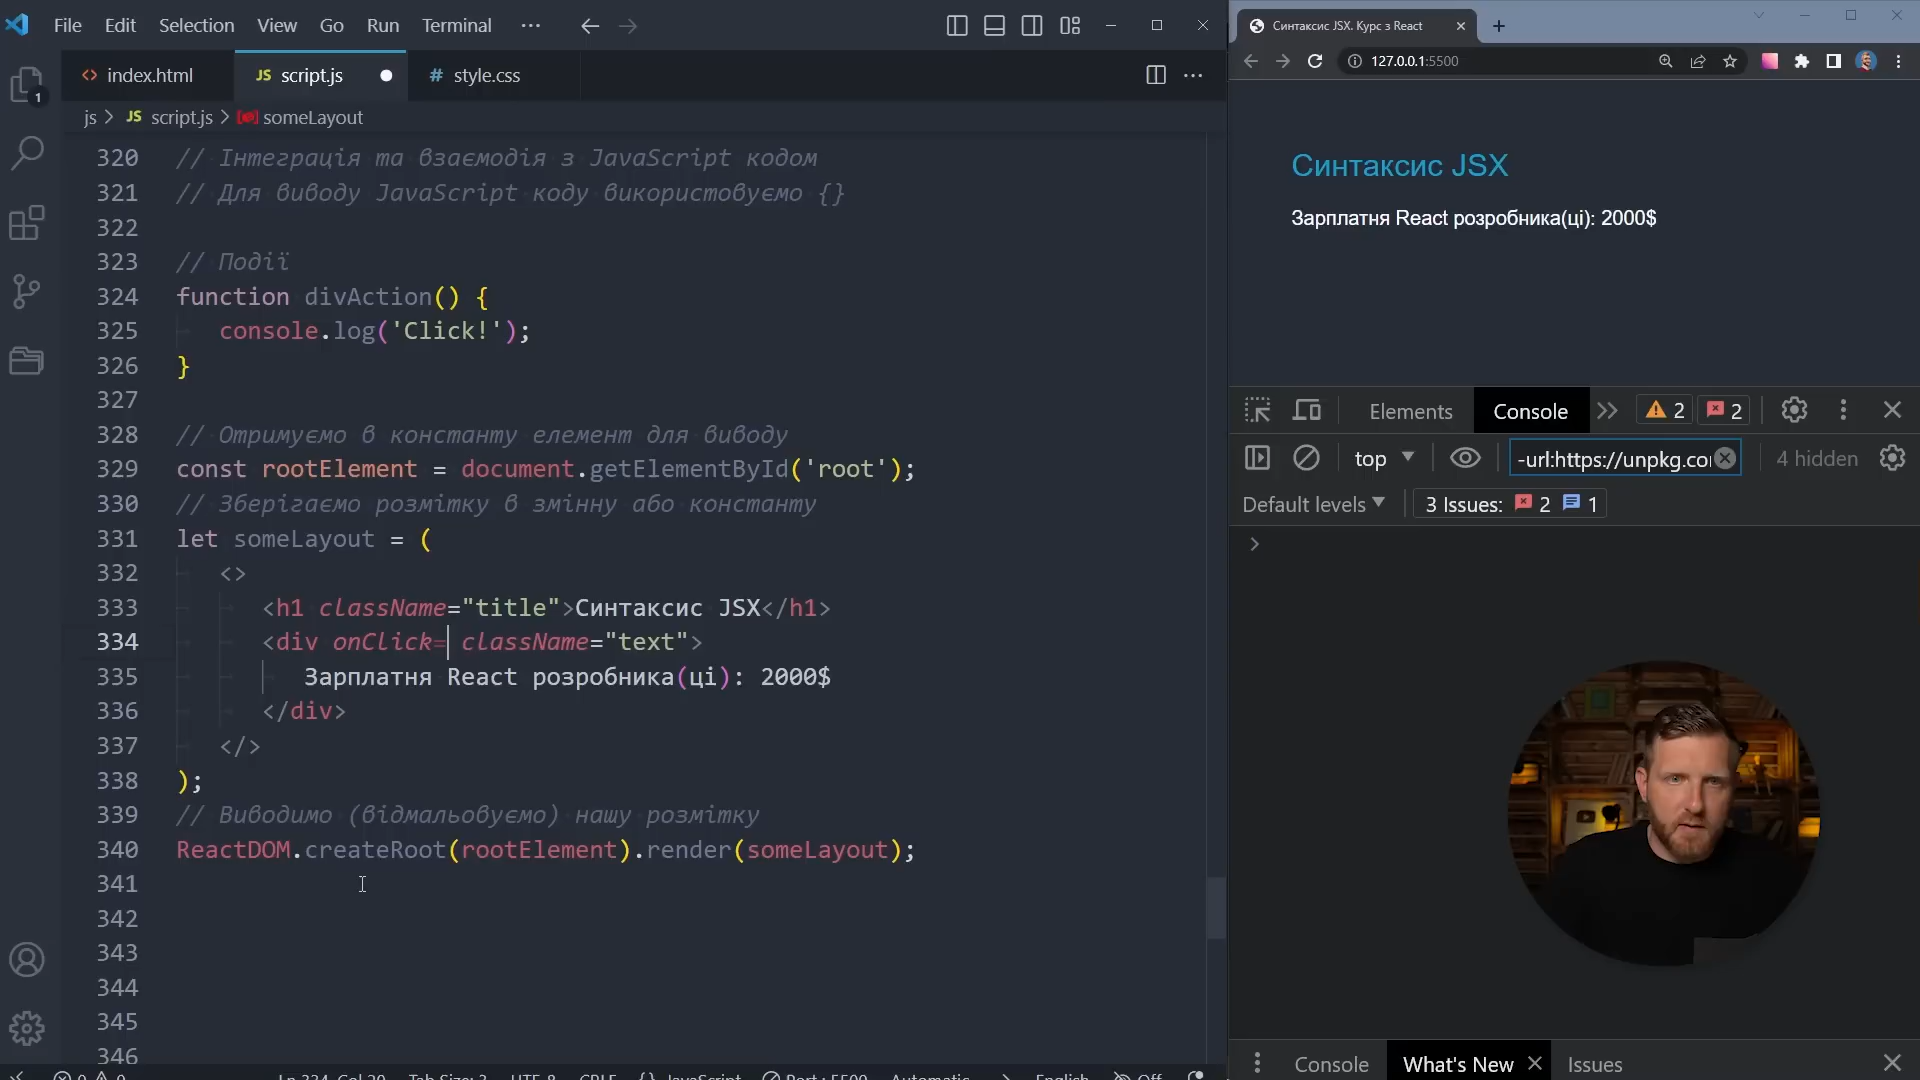 File Edit Selection View Go Run Terminal
index.html
JS script.js
# style.css
js > JS script.js > someLayout
320 // Інтеграція та взаємодія з JavaScript кодом
321 // Для виводу JavaScript коду використовуємо {}
322
323 // Події
324 function divAction() {
325 console.log('Click!');
326 }
327
328 // Отримуємо в константу елемент для виводу
329 const rootElement = document.getElementById('root');
330 // Зберігаємо розмітку в змінну або константу
331 let someLayout = (
332 <>
333 <h1 className="title">Синтаксис JSX</h1>
334 <div onClick= className="text">
335 Зарплатня React розробника(ці): 2000$
336 </div>
337 </>
338 );
339 // Виводимо (відмальовуємо) нашу розмітку
340 ReactDOM.createRoot(rootElement).render(someLayout);
341
342
343
344
345
346
1
Ln 334, Col 20 Tab Size: 3 UTF-8 CRLF {} JavaScript Port : 5500 Automatic English Off
Синтаксис JSX. Курс з React
127.0.0.1:5500
Синтаксис JSX
Зарплатня React розробника(ці): 2000$
Elements Console 2 2
top -url:https://unpkg.co 4 hidden
Default levels 3 Issues: 2 1
Console What's New Issues